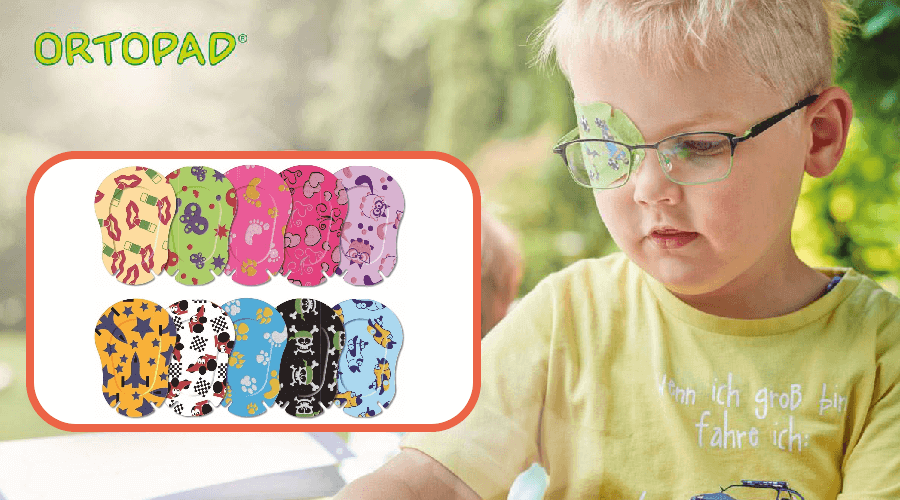 ORTOPAD®
Wenn ich groß bin
fahre ich: